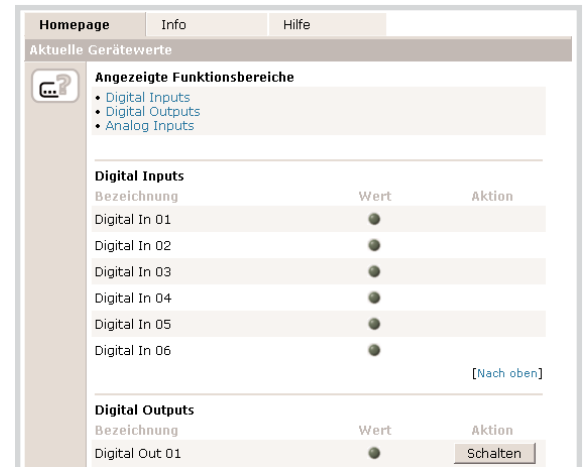 Homepage Info Hilfe
Aktuelle Gerätewerte
Angezeigte Funktionsbereiche
• Digital Inputs
• Digital Outputs
• Analog Inputs
Digital Inputs
Bezeichnung Wert Aktion
Digital In 01
Digital In 02
Digital In 03
Digital In 04
Digital In 05
Digital In 06
[Nach oben]
Digital Outputs
Bezeichnung Wert Aktion
Digital Out 01 Schalten